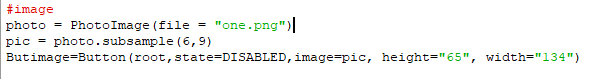 #image
photo = PhotoImage(file = "one.png")
pic = photo.subsample(6,9)
Butimage=Button(root,state=DISABLED,image=pic, height="65", width="134")